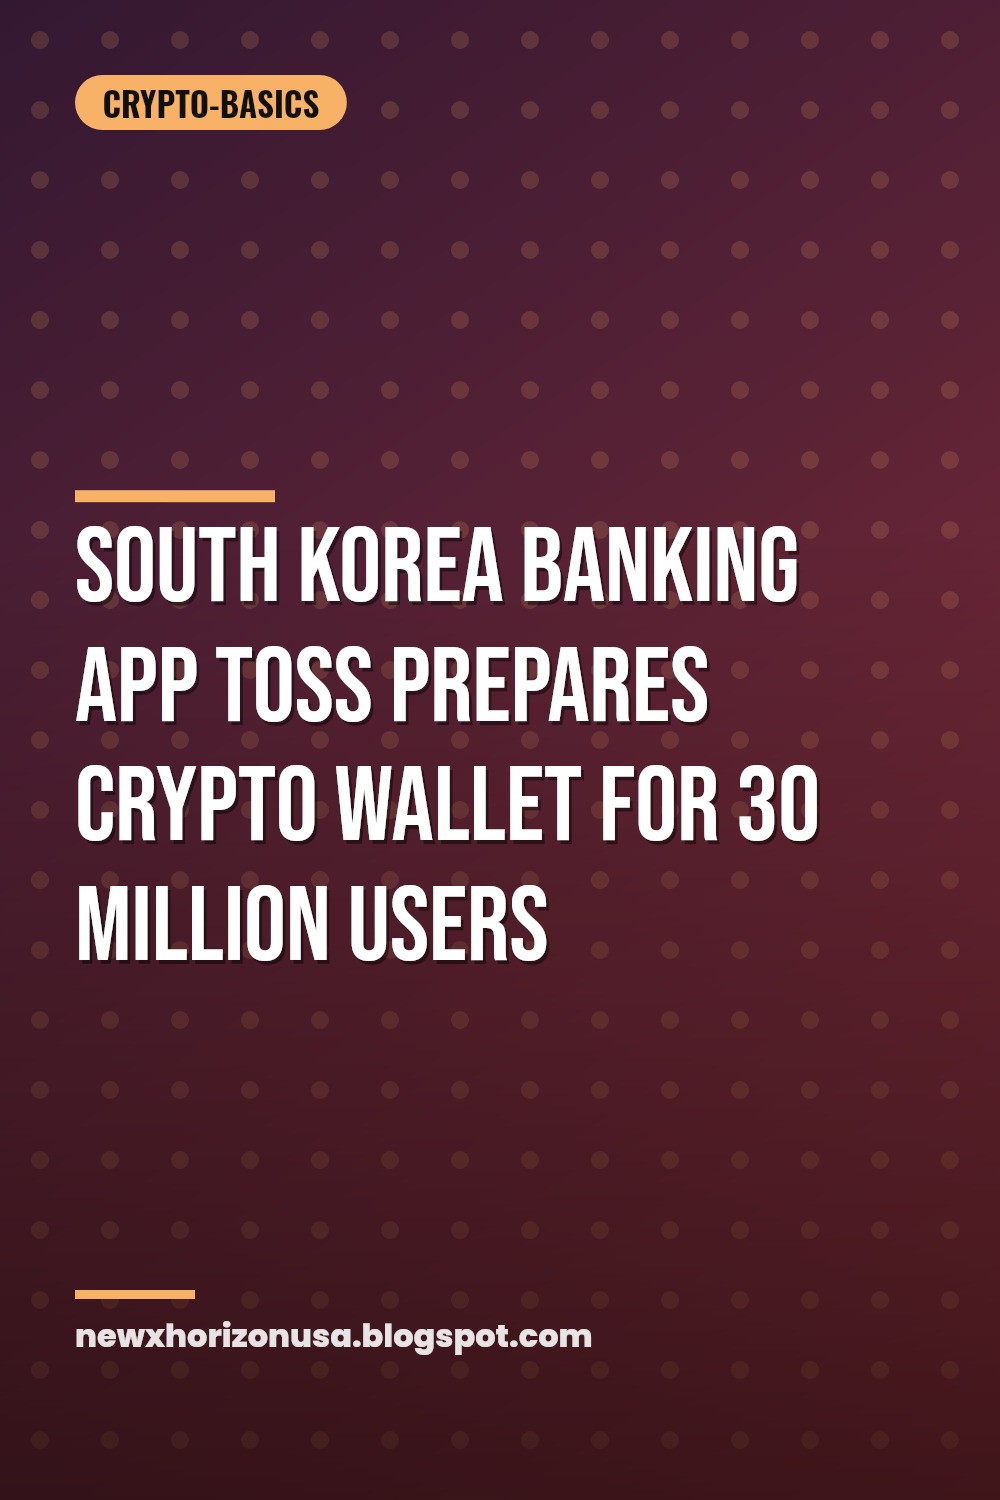 CRYPTO-BASICS
SOUTH KOREA BANKING
APP TOSS PREPARES
CRYPTO WALLET FOR 30
MILLION USERS
newxhorizonusa.blogspot.com